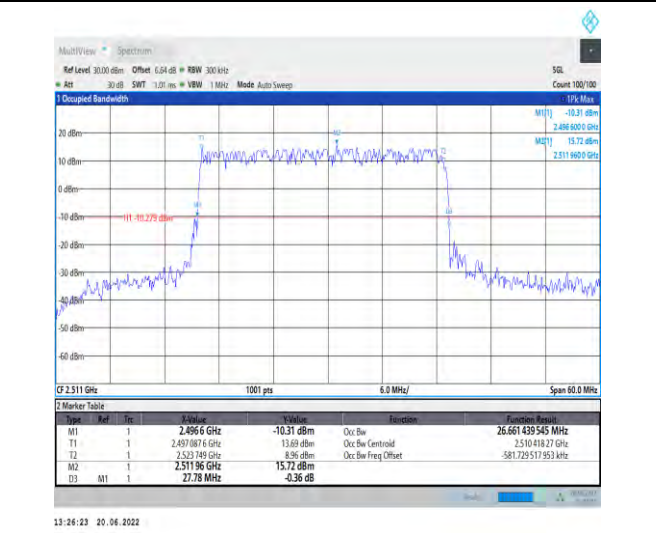 MultiView Spectrum
Ref Level 30.00 dBm Offset 6.64 dB RBW 300 kHz SGL
Att 30 dB SWT 1.01 ms VBW 1 MHz Mode Auto Sweep Count 100/100
1 Occupied Bandwidth 1Pk Max
M1[1] -10.31 dBm
2.496 6000 GHz
M2[1] 15.72 dBm
2.511 9600 GHz
20 dBm
10 dBm
0 dBm
-10 dBm H1 -10.279 dBm
-20 dBm
-30 dBm
-40 dBm
-50 dBm
-60 dBm
T1
M2
T2
M1
D3
CF 2.511 GHz 1001 pts 6.0 MHz/ Span 60.0 MHz
2 Marker Table
Type Ref Trc X-Value Y-Value Function Function Result
M1 1 2.496 6 GHz -10.31 dBm Occ Bw 26.661 439 545 MHz
T1 1 2.497 087 6 GHz 13.69 dBm Occ Bw Centroid 2.510 418 27 GHz
T2 1 2.523 749 GHz 8.96 dBm Occ Bw Freq Offset -581.729 517 953 kHz
M2 1 2.511 96 GHz 15.72 dBm
D3 M1 1 27.78 MHz -0.36 dB
13:26:23 20.06.2022